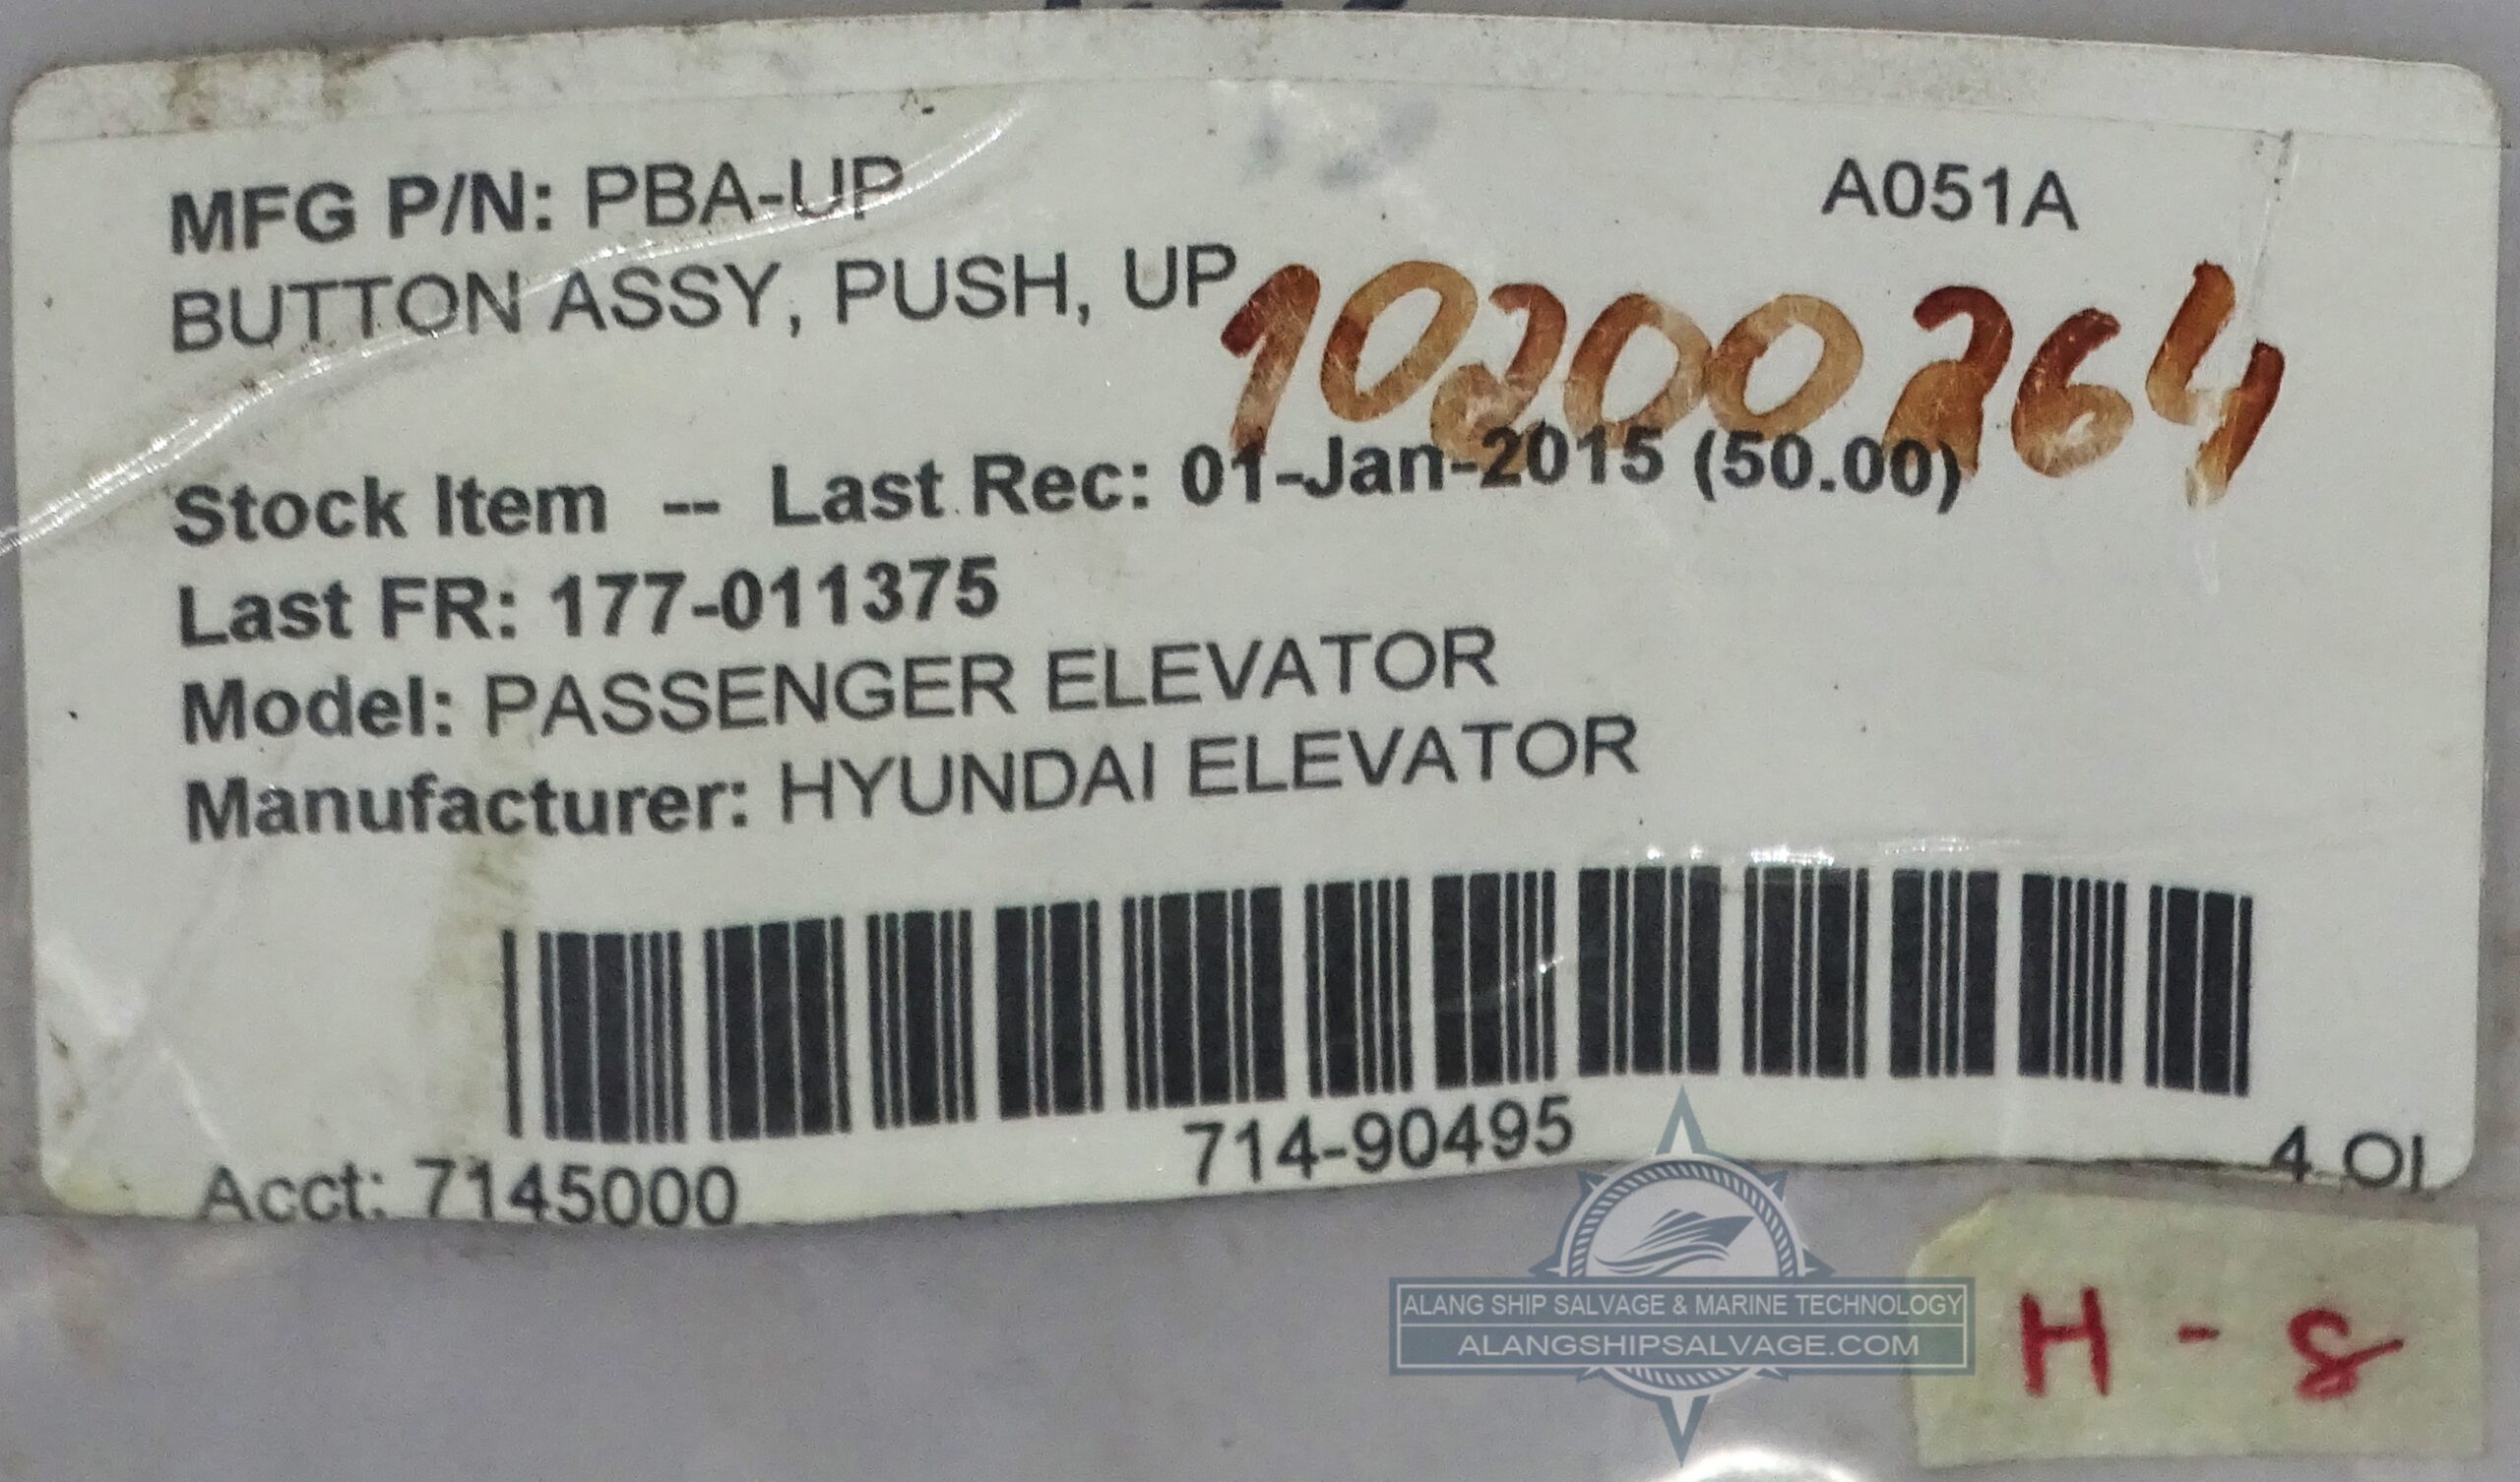 MFG P/N: PBA-UP
A051A
BUTTON ASSY, PUSH, UP
10200264
Stock Item -- Last Rec: 01-Jan-2015 (50.00)
Last FR: 177-011375
Model: PASSENGER ELEVATOR
Manufacturer: HYUNDAI ELEVATOR
714-90495
Acct: 7145000
4.OI
ALANG SHIP SALVAGE & MARINE TECHNOLOGY
ALANGSHIPSALVAGE.COM
H - 8